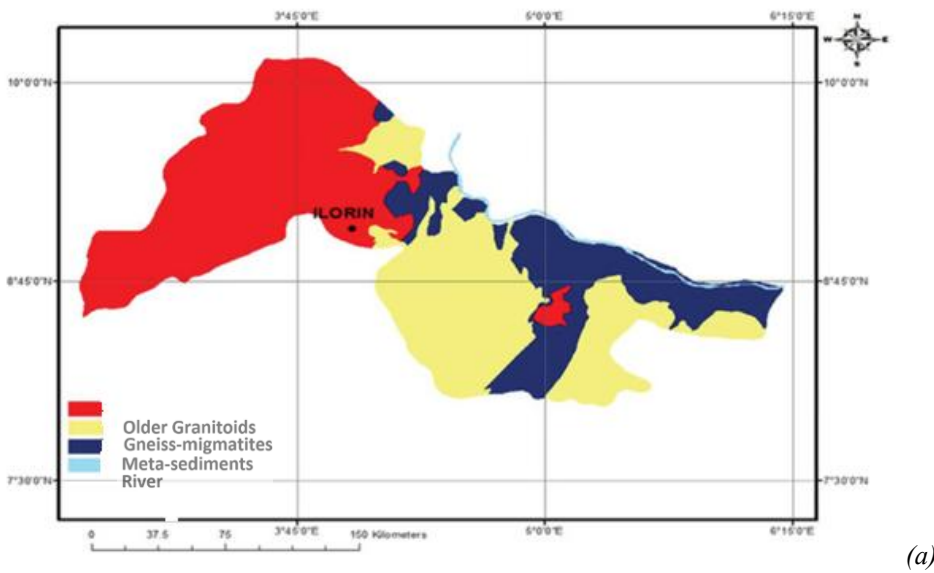 3°45'0"E 5°0'0"E 6°15'0"E
N
W E
S
10°0'0"N 10°0'0"N
ILORIN
8°45'0"N 8°45'0"N
Older Granitoids
Gneiss-migmatites
Meta-sediments
River
7°30'0"N 7°30'0"N
3°45'0"E 5°0'0"E 6°15'0"E
0 37.5 75 150 Kilometers
(a)